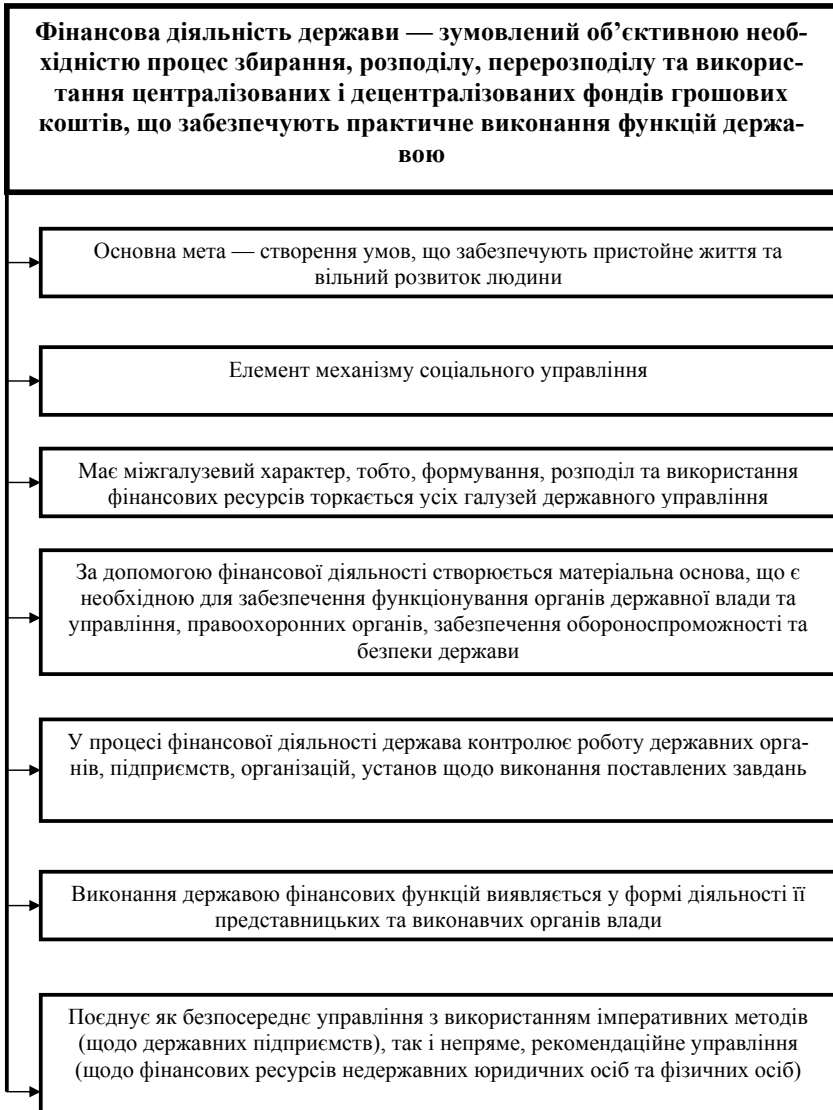 Фінансова діяльність держави — зумовлений об’єктивною необ-
хідністю процес збирання, розподілу, перерозподілу та викорис-
тання централізованих і децентралізованих фондів грошових
коштів, що забезпечують практичне виконання функцій держа-
вою
Основна мета — створення умов, що забезпечують пристойне життя та
вільний розвиток людини
Елемент механізму соціального управління
Має міжгалузевий характер, тобто, формування, розподіл та використання
фінансових ресурсів торкається усіх галузей державного управління
За допомогою фінансової діяльності створюється матеріальна основа, що є
необхідною для забезпечення функціонування органів державної влади та
управління, правоохоронних органів, забезпечення обороноспроможності та
безпеки держави
У процесі фінансової діяльності держава контролює роботу державних орга-
нів, підприємств, організацій, установ щодо виконання поставлених завдань
Виконання державою фінансових функцій виявляється у формі діяльності її
представницьких та виконавчих органів влади
Поєднує як безпосереднє управління з використанням імперативних методів
(щодо державних підприємств), так і непряме, рекомендаційне управління
(щодо фінансових ресурсів недержавних юридичних осіб та фізичних осіб)